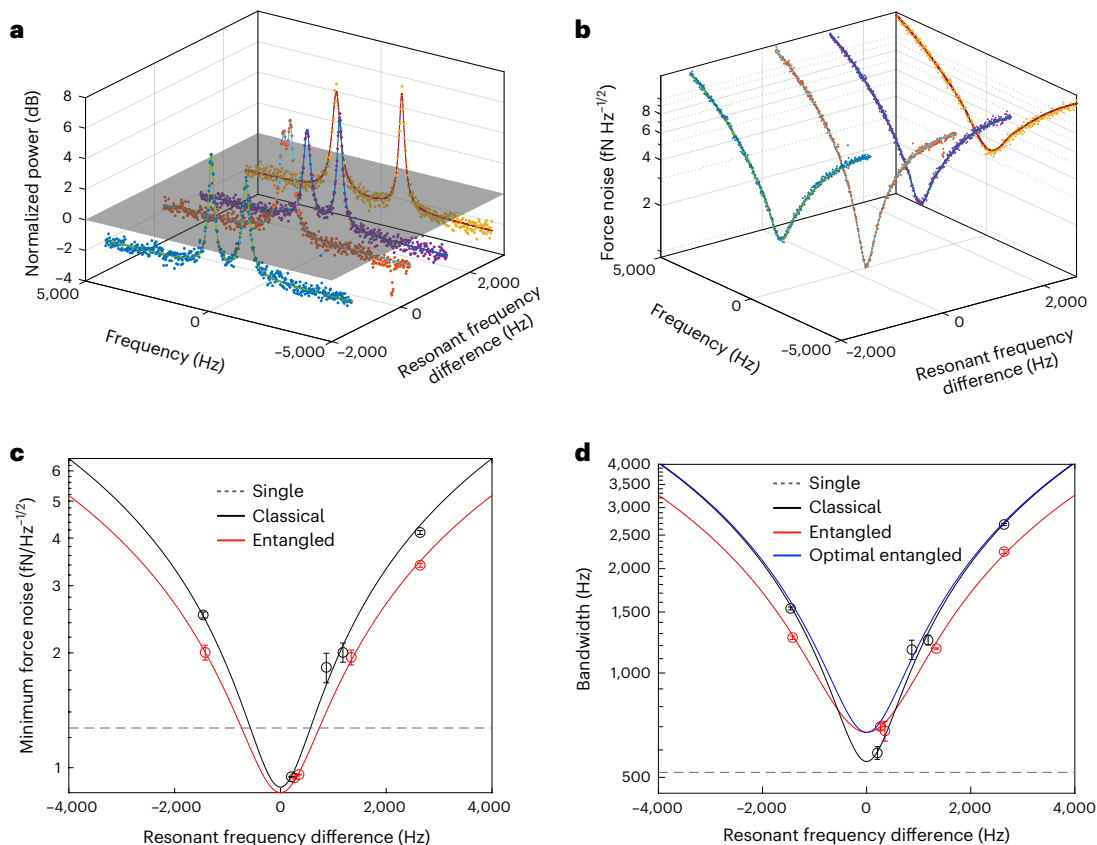 a
Normalized power (dB)
8
6
4
2
0
−2
−4
5,000
0
−5,000
Frequency (Hz)
−2,000
0
2,000
Resonant frequency
difference (Hz)
b
Force noise (fN Hz−1/2)
8
6
4
2
5,000
0
−5,000
Frequency (Hz)
−2,000
0
2,000
Resonant frequency
difference (Hz)
c
Minimum force noise (fN/Hz−1/2)
6
5
4
3
2
1
−4,000
−2,000
0
2,000
4,000
Resonant frequency difference (Hz)
Single
Classical
Entangled
d
Bandwidth (Hz)
4,000
3,500
3,000
2,500
2,000
1,500
1,000
500
−4,000
−2,000
0
2,000
4,000
Resonant frequency difference (Hz)
Single
Classical
Entangled
Optimal entangled